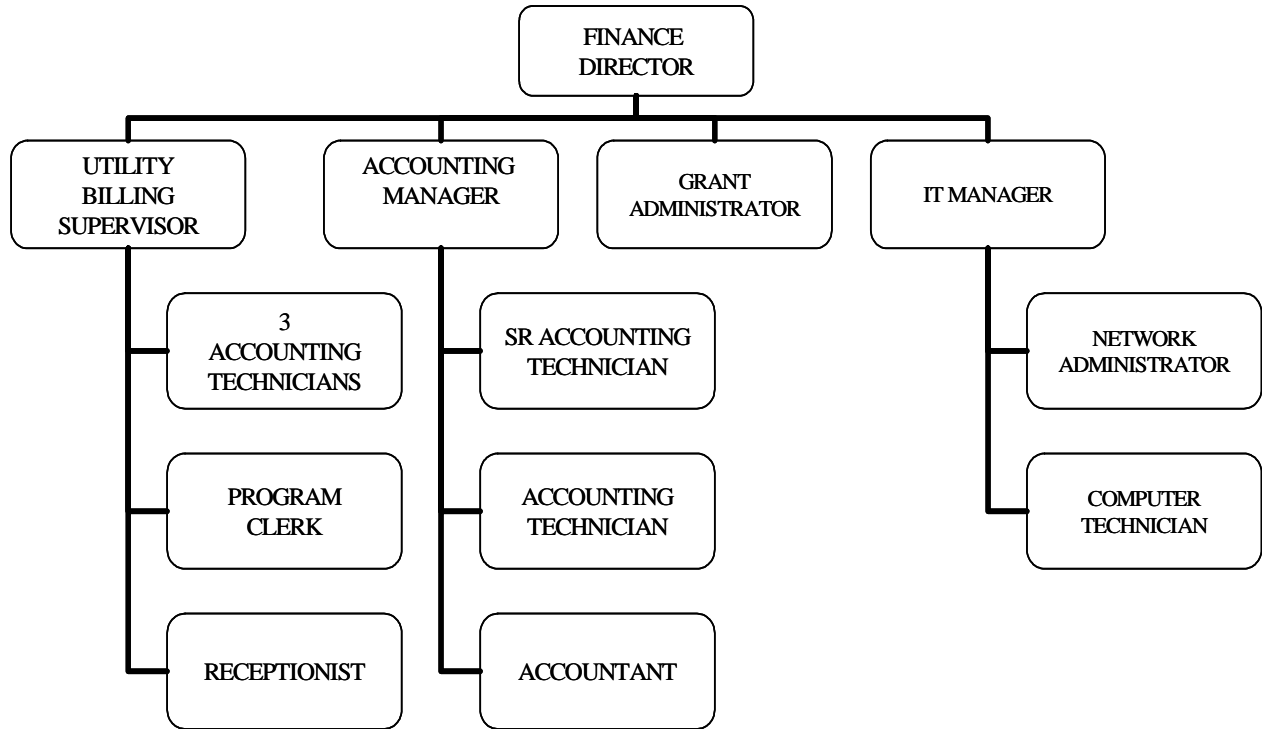 FINANCE
DIRECTOR
UTILITY
BILLING
SUPERVISOR
ACCOUNTING
MANAGER
GRANT
ADMINISTRATOR
IT MANAGER
3
ACCOUNTING
TECHNICIANS
SR ACCOUNTING
TECHNICIAN
NETWORK
ADMINISTRATOR
PROGRAM
CLERK
ACCOUNTING
TECHNICIAN
COMPUTER
TECHNICIAN
RECEPTIONIST
ACCOUNTANT